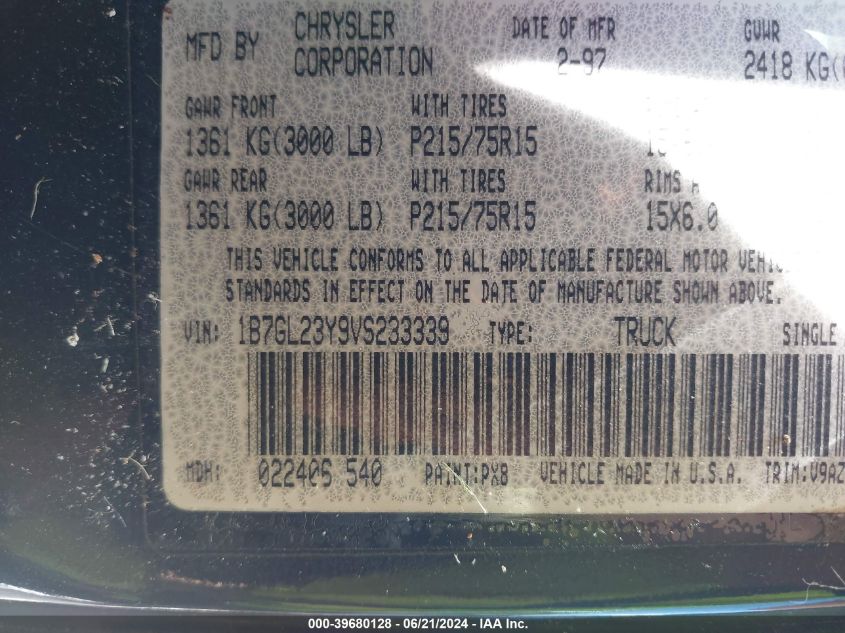 MFD BY CHRYSLER CORPORATION DATE OF MFR 2-97 GVWR 2418 KG(
GAWR FRONT WITH TIRES
1361 KG(3000 LB) P215/75R15
GAWR REAR WITH TIRES RIMS
1361 KG(3000 LB) P215/75R15 15X6.0
THIS VEHICLE CONFORMS TO ALL APPLICABLE FEDERAL MOTOR
STANDARDS IN EFFECT ON THE DATE OF MANUFACTURE SHOWN ABOVE.
VIN: 1B7GL23Y9VS233339 TYPE: TRUCK SINGLE
MDH: 022406 540 PAINT:PX8 VEHICLE MADE IN U.S.A. TRIM:V9AZ
000-39680128 - 06/21/2024 - IAA Inc.